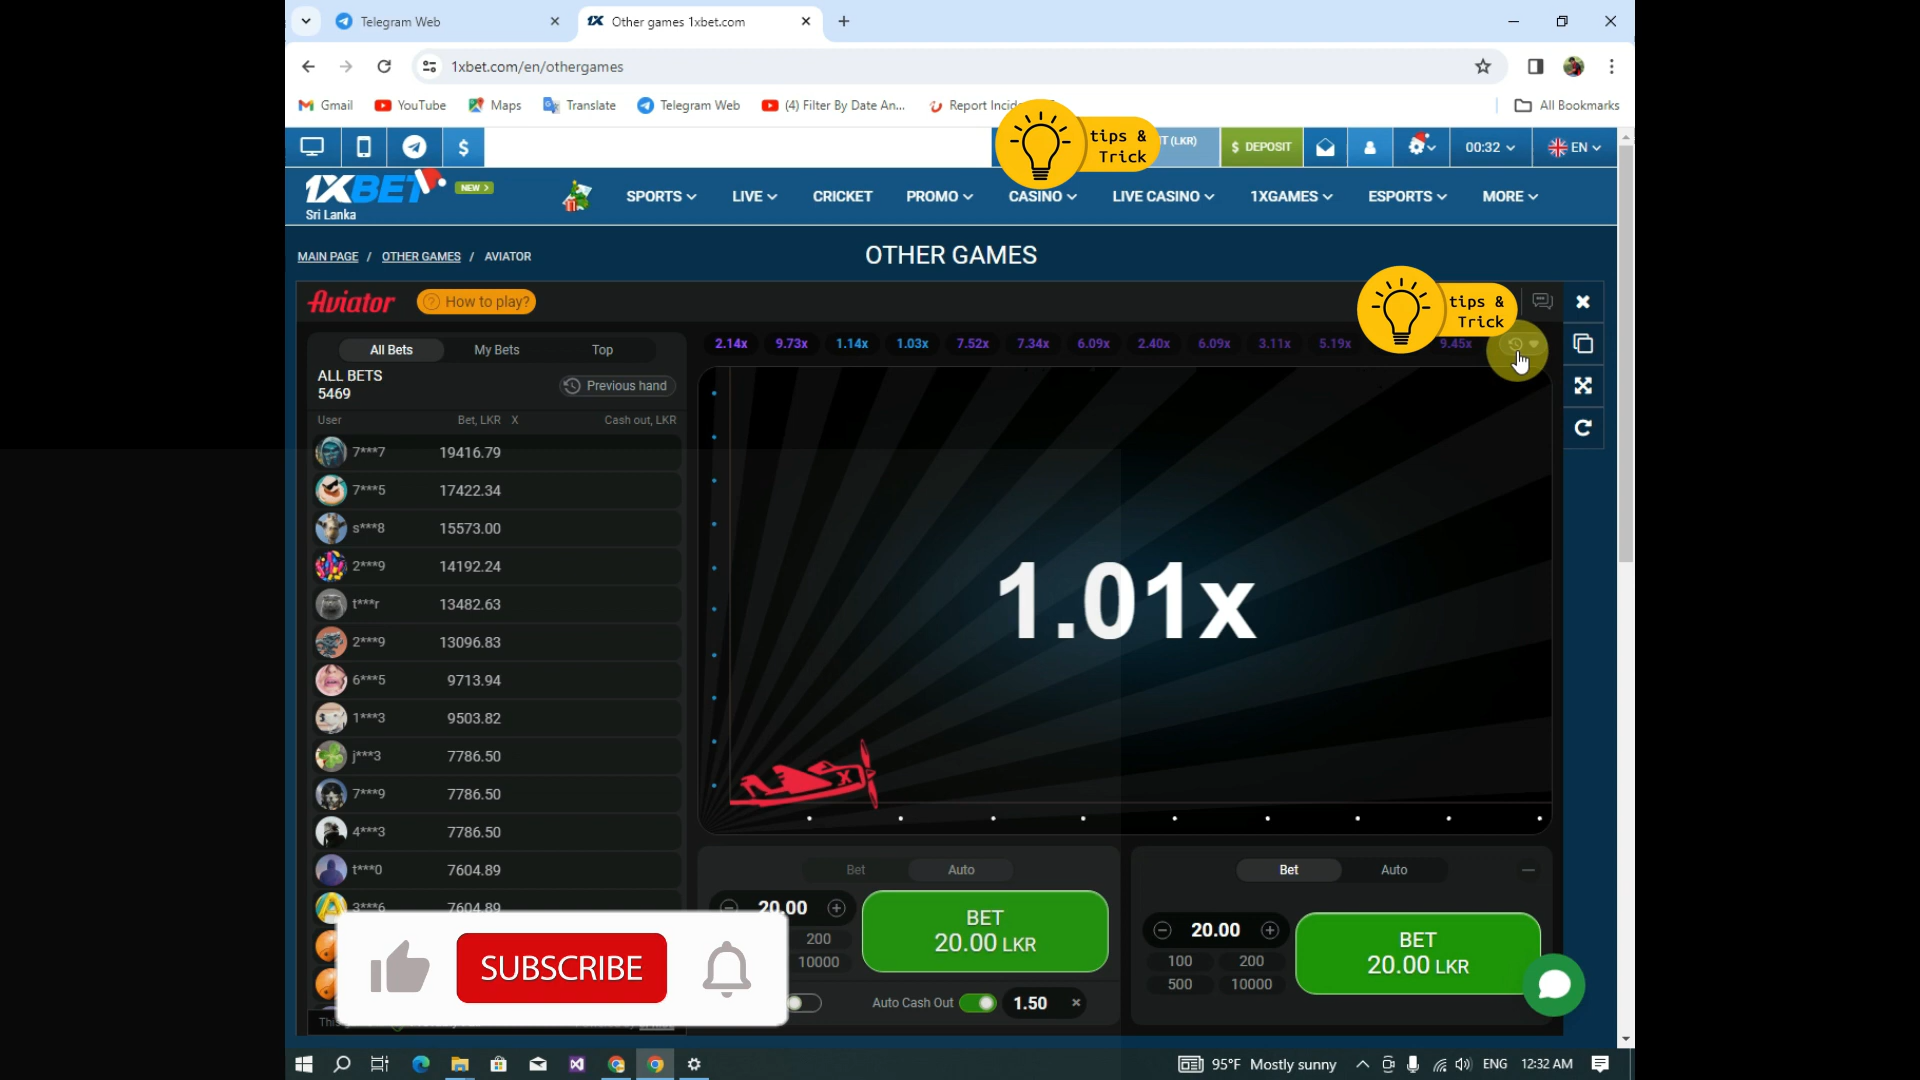 Telegram Web
1X Other games 1xbet.com
1xbet.com/en/othergames
Gmail
YouTube
Maps
Translate
Telegram Web
(4) Filter By Date An...
All Bookmarks
tips &
Trick
T (LKR)
$ DEPOSIT
00:32
EN
1XBET
NEW >
Sri Lanka
SPORTS
LIVE
CRICKET
PROMO
CASINO
LIVE CASINO
1XGAMES
ESPORTS
MORE
MAIN PAGE / OTHER GAMES / AVIATOR
OTHER GAMES
Aviator
? How to play?
tips &
Trick
All Bets
My Bets
Top
2.14x 9.73x 1.14x 1.03x 7.52x 7.34x 6.09x 2.40x 6.09x 3.11x 5.19x 9.45x
ALL BETS
5469
Previous hand
User Bet, LKR X Cash out, LKR
7***7 19416.79
7***5 17422.34
s***8 15573.00
2***9 14192.24
t***r 13482.63
2***9 13096.83
6***5 9713.94
1***3 9503.82
j***3 7786.50
7***9 7786.50
4***3 7786.50
t***0 7604.89
3***6 7604.89
1.01x
X
Bet
Auto
20.00
200
10000
BET
20.00 LKR
Auto Cash Out
1.50
Bet
Auto
20.00
100 200
500 10000
BET
20.00 LKR
SUBSCRIBE
95°F Mostly sunny
ENG
12:32 AM